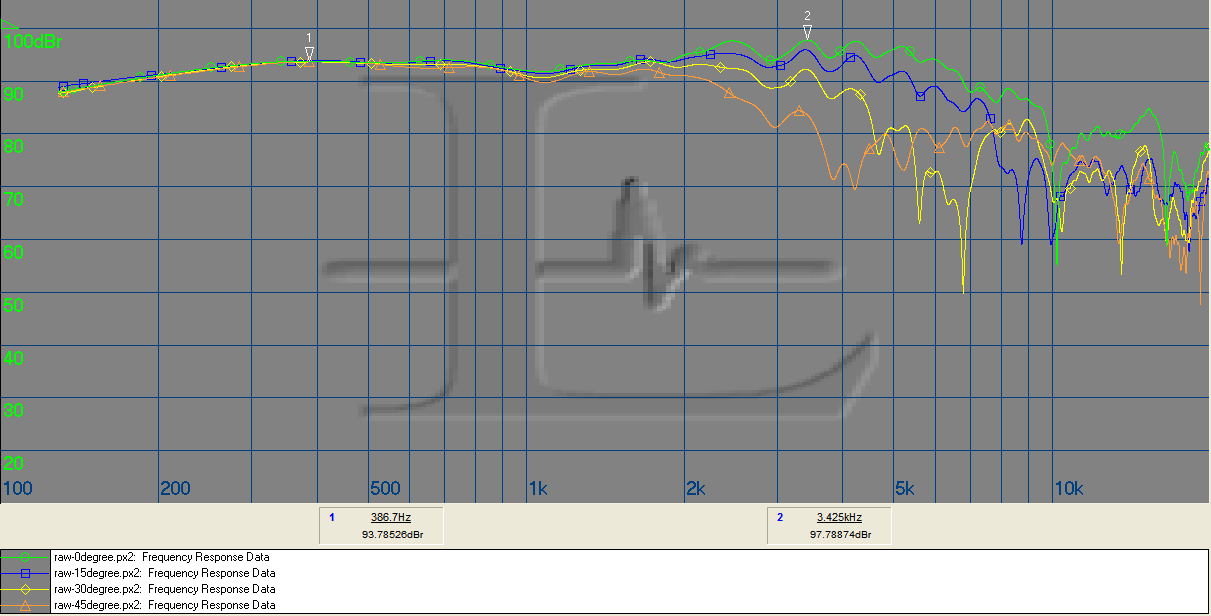 1
2
100dBr
90
80
70
60
50
40
30
20
100 200 500 1k 2k 5k 10k
1 386.7Hz
93.78526dBr
2 3.425kHz
97.78874dBr
raw-0degree.px2: Frequency Response Data
raw-15degree.px2: Frequency Response Data
raw-30degree.px2: Frequency Response Data
raw-45degree.px2: Frequency Response Data